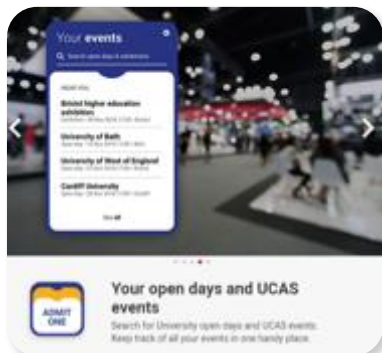 Your events
Search open days & exhibitions
NEAR YOU
Bristol higher education
exhibition
University of Bath
University of West of England
Cardiff University
See all
ADMIT
ONE
Your open days and UCAS
events
Search for University open days and UCAS events.
Keep track of all your events in one handy place.